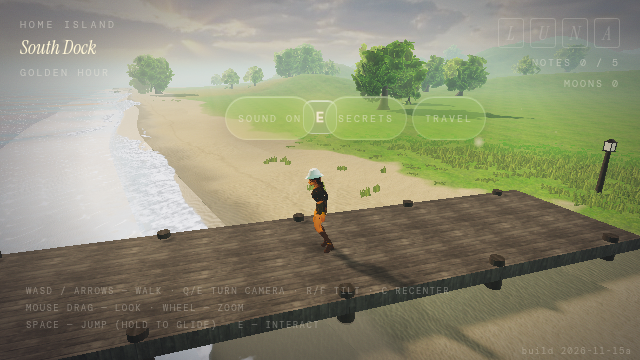 HOME ISLAND
South Dock
GOLDEN HOUR
LUNA
NOTES 0 / 5
MOONS 0
SOUND ON
E
SECRETS
TRAVEL
WASD / ARROWS — WALK · Q/E TURN CAMERA · R/F TILT · C RECENTER
MOUSE DRAG — LOOK · WHEEL — ZOOM
SPACE — JUMP (HOLD TO GLIDE) · E — INTERACT
build 2026-11-15a